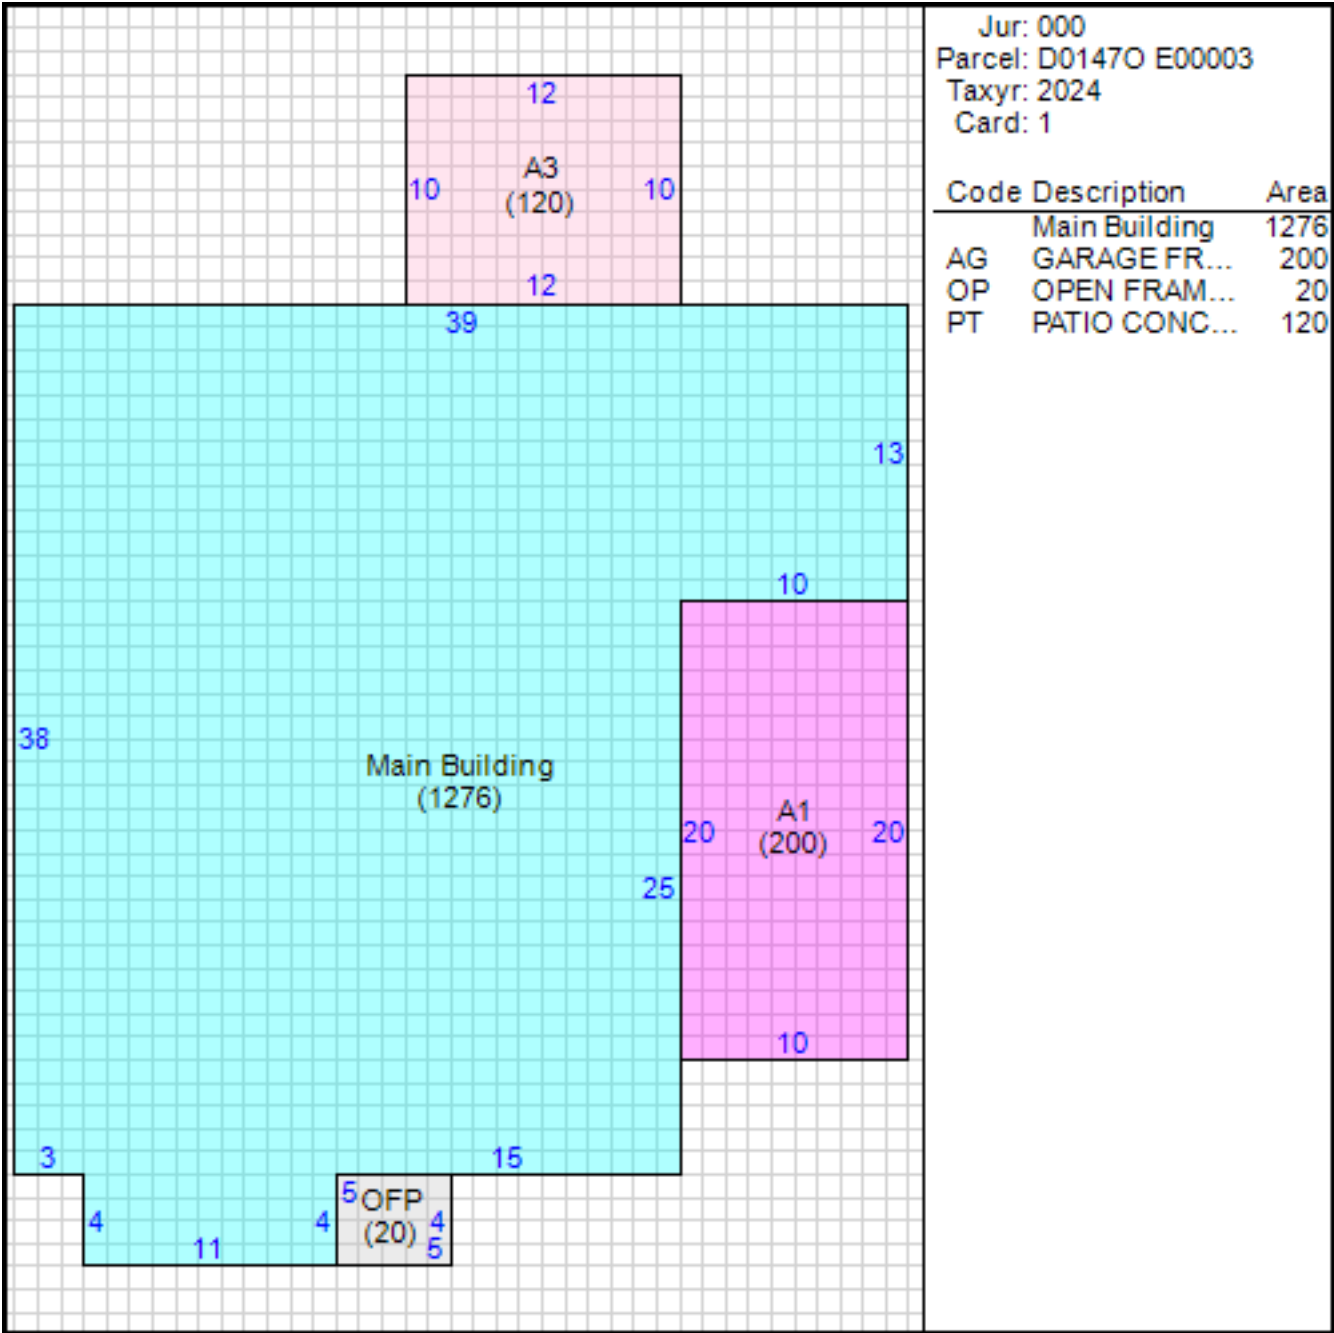 Jur: 000
Parcel: D0147O E00003
Taxyr: 2024
Card: 1
Code Description Area
Main Building 1276
AG GARAGE FR... 200
OP OPEN FRAM... 20
PT PATIO CONC... 120
12
A3
10 10
(120)
12
39
13
10
38
Main Building
(1276)
A1
20 20
(200)
25
10
3 15
5 OFP
4 4 4
(20)
11 5